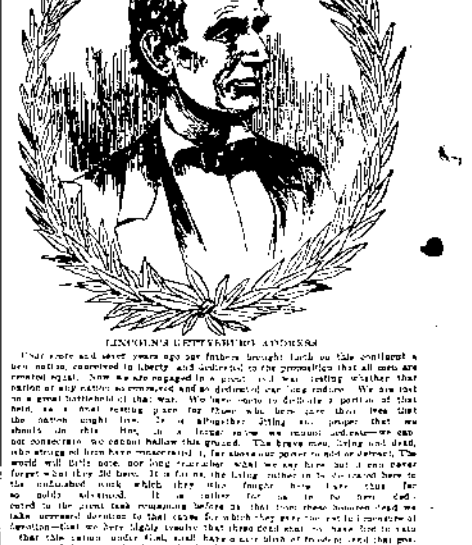 LINCOLN'S GETTYSBURG ADDRESS
Four score and seven years ago our fathers brought forth on this continent a
new nation, conceived in liberty and dedicated to the proposition that all men are
created equal. Now we are engaged in a great civil war testing whether that
nation or any nation so conceived and so dedicated can long endure. We are met
on a great battlefield of that war. We have come to dedicate a portion of that
field, as a final resting place for those who here gave their lives that
the nation might live. It is altogether fitting and proper that we
should do this. But, in a larger sense we cannot dedicate—we can
not consecrate we cannot hallow this ground. The brave men, living and dead,
who struggled here have consecrated it, far above our power to add or detract. The
world will little note, nor long remember what we say here but it can never
forget what they did here. It is for us, the living rather to be dedicated here to
the unfinished work which they who fought here have thus far
so nobly advanced. It is rather for us to be here dedi-
cated to the great task remaining before us that from these honored dead we
take increased devotion to that cause for which they gave the last full measure of
devotion—that we here highly resolve that these dead shall not have died in vain
that this nation under God, shall have a new birth of freedom and that gov-